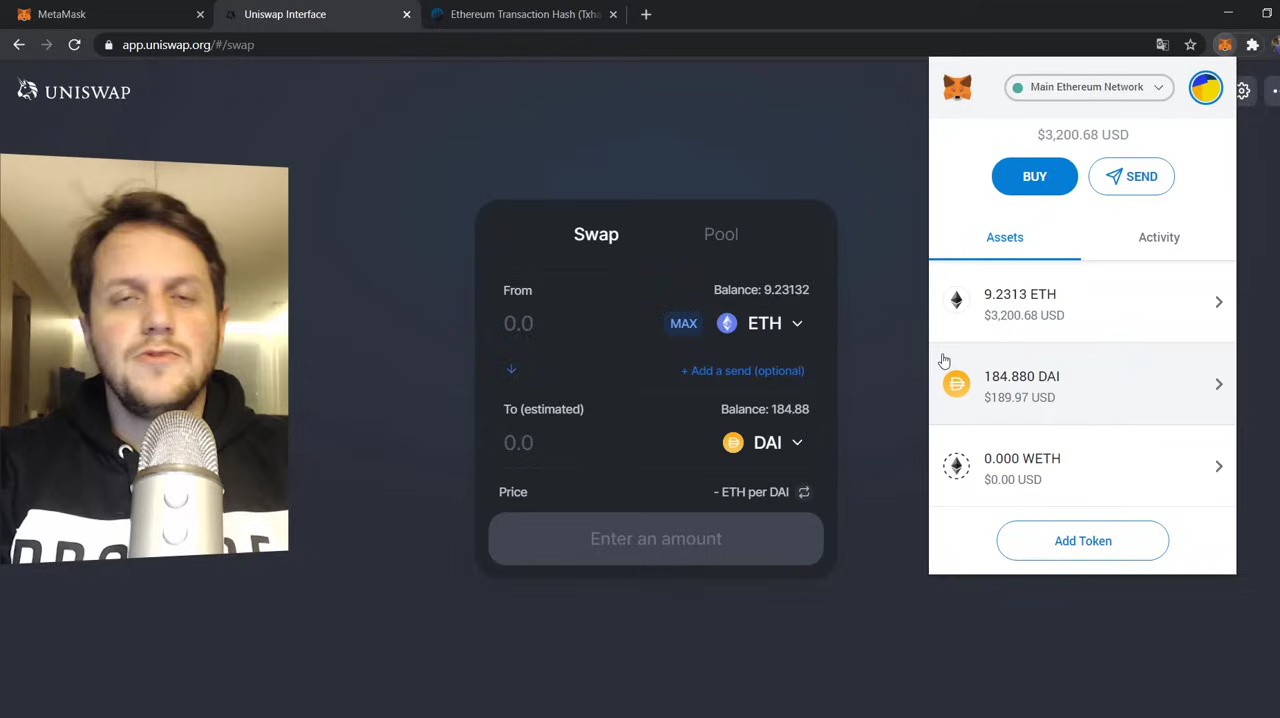 MetaMask
Uniswap Interface
Ethereum Transaction Hash (Txha
app.uniswap.org/#/swap
UNISWAP
Main Ethereum Network
$3,200.68 USD
BUY
SEND
Assets
Activity
9.2313 ETH
$3,200.68 USD
184.880 DAI
$189.97 USD
0.000 WETH
$0.00 USD
Add Token
Swap
Pool
From
Balance: 9.23132
0.0
MAX
ETH
+ Add a send (optional)
To (estimated)
Balance: 184.88
0.0
DAI
Price
- ETH per DAI
Enter an amount